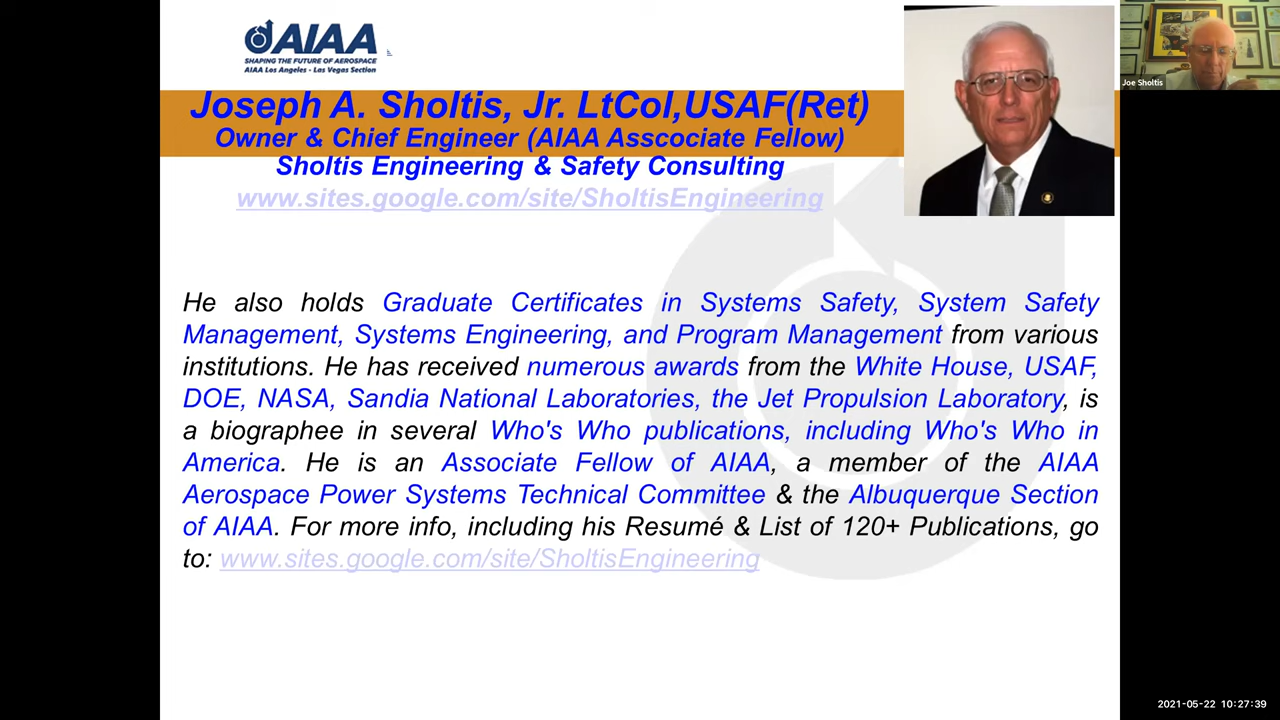 AIAA
SHAPING THE FUTURE OF AEROSPACE
AIAA Los Angeles - Las Vegas Section
Joe Sholtis
Joseph A. Sholtis, Jr. LtCol,USAF(Ret)
Owner & Chief Engineer (AIAA Asscociate Fellow)
Sholtis Engineering & Safety Consulting
www.sites.google.com/site/SholtisEngineering
He also holds Graduate Certificates in Systems Safety, System Safety
Management, Systems Engineering, and Program Management from various
institutions. He has received numerous awards from the White House, USAF,
DOE, NASA, Sandia National Laboratories, the Jet Propulsion Laboratory, is
a biographee in several Who's Who publications, including Who's Who in
America. He is an Associate Fellow of AIAA, a member of the AIAA
Aerospace Power Systems Technical Committee & the Albuquerque Section
of AIAA. For more info, including his Resumé & List of 120+ Publications, go
to: www.sites.google.com/site/SholtisEngineering
2021-05-22 10:27:39